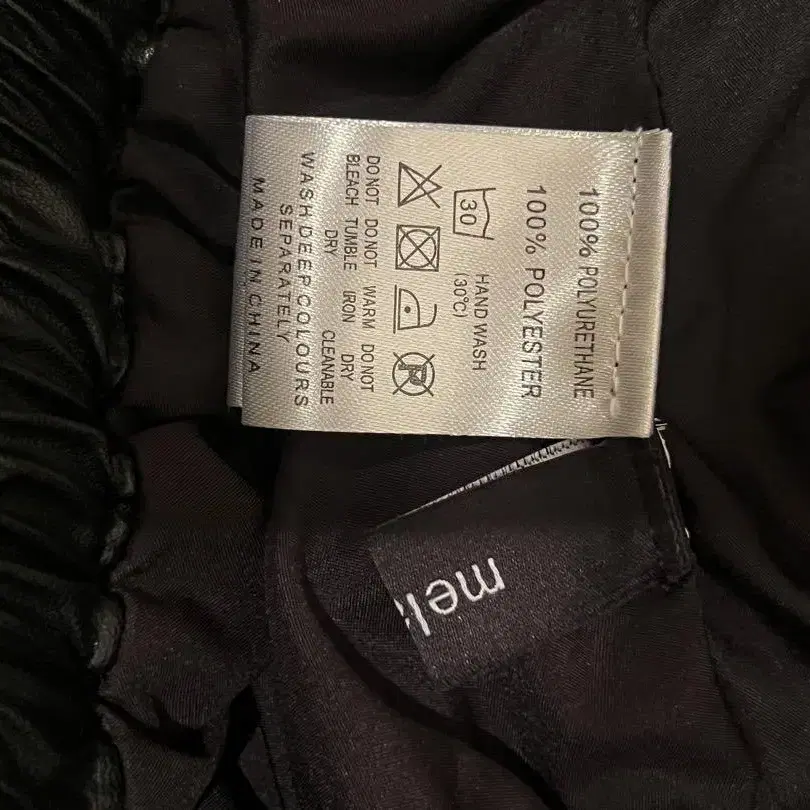 100% POLYURETHANE
100% POLYESTER
30 HAND WASH
(30°C)
P
DO NOT DO NOT WARM DO NOT
BLEACH TUMBLE IRON DRY
DRY CLEANABLE
WASH DEEP COLOURS
SEPARATELY
MADE IN CHINA
mel